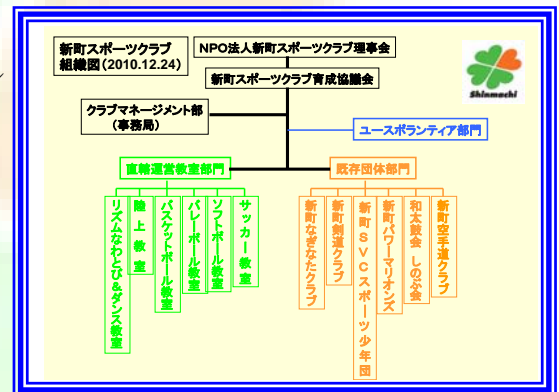 新町スポーツクラブ
組織図(2010.12.24)
NPO法人新町スポーツクラブ理事会
新町スポーツクラブ育成協議会
Shinmachi
クラブマネージメント部
(事務局)
ユースボランティア部門
直轄運営教室部門
既存団体部門
リズムなわとび&ダンス教室
陸上教室
バスケットボール教室
バレーボール教室
ソフトボール教室
サッカー教室
新町なぎなたクラブ
新町剣道クラブ
新町SVCスポーツ少年団
新町パワーマリオンズ
和太鼓会 しのぶ会
新町空手道クラブ